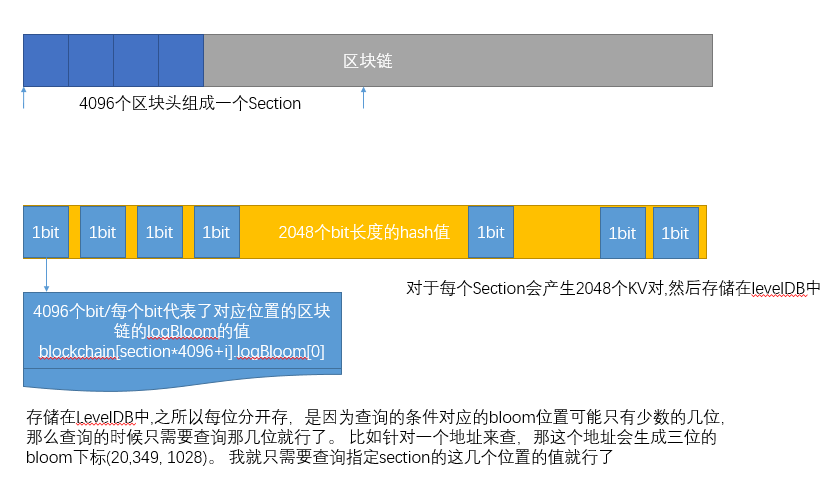 区块链
4096个区块头组成一个Section
1bit
1bit
1bit
1bit
2048个bit长度的hash值
1bit
1bit
1bit
对于每个Section会产生2048个KV对,然后存储在levelDB中
4096个bit/每个bit代表了对应位置的区块
链的logBloom的值
blockchain[section*4096+i].logBloom[0]
存储在LevelDB中,之所以每位分开存，是因为查询的条件对应的bloom位置可能只有少数的几位,
那么查询的时候只需要查询那几位就行了。 比如针对一个地址来查，那这个地址会生成三位的
bloom下标(20,349, 1028)。 我就只需要查询指定section的这几个位置的值就行了